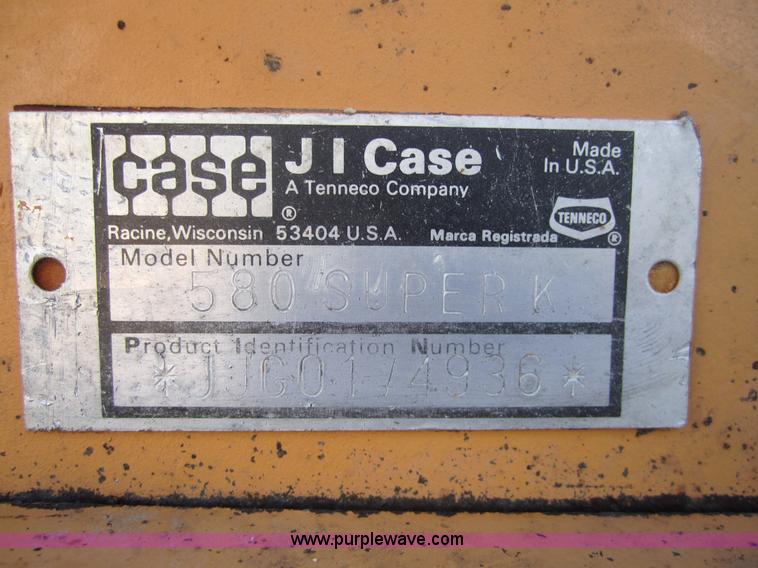 case
®
J I Case
A Tenneco Company
Made
In U.S.A.
Racine, Wisconsin 53404 U.S.A.
Marca Registrada
TENNECO
®
Model Number
580 SUPER K
Product Identification Number
*JJG0174936*
www.purplewave.com